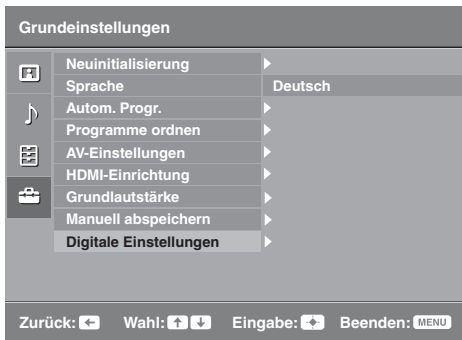 Grundeinstellungen
Neuinitialisierung
Sprache Deutsch
Autom. Progr.
Programme ordnen
AV-Einstellungen
HDMI-Einrichtung
Grundlautstärke
Manuell abspeichern
Digitale Einstellungen
Zurück: Wahl: Eingabe: Beenden: MENU